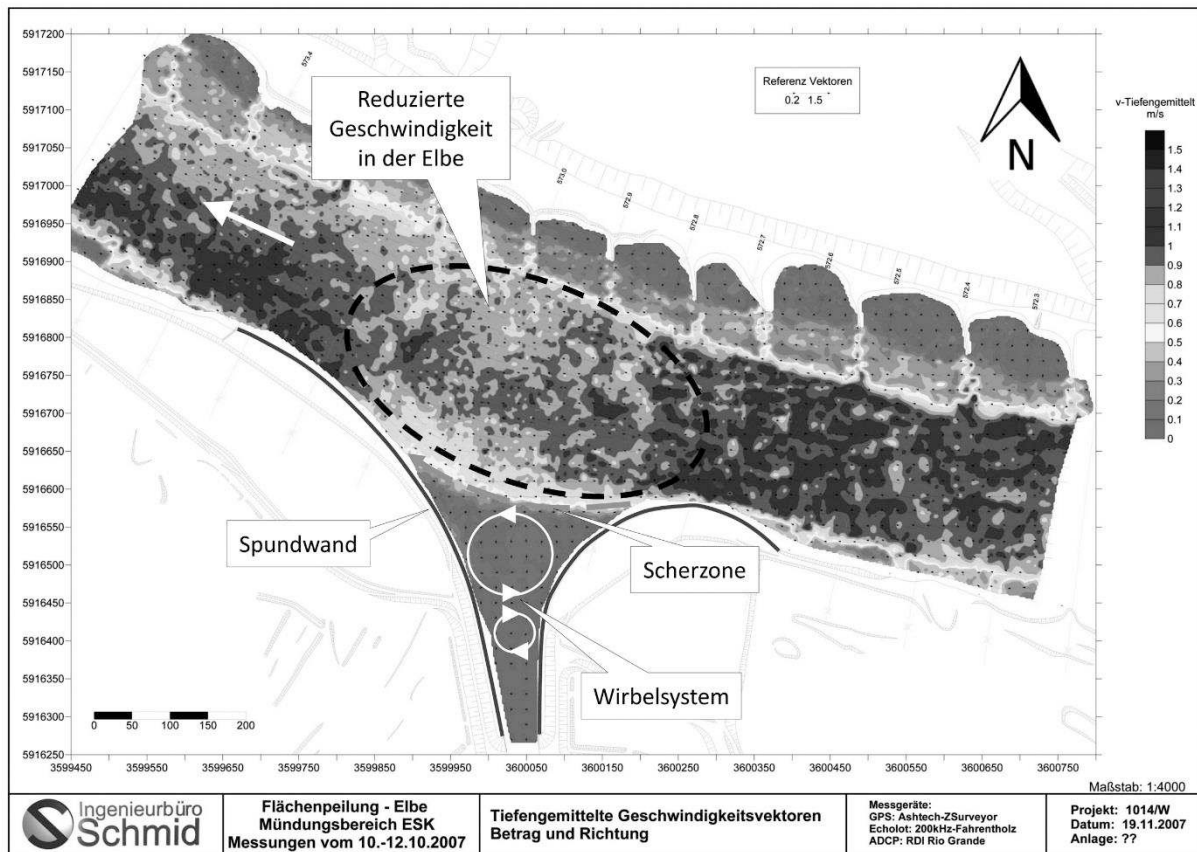 5917200
5917150
5917100
5917050
5917000
5916950
5916900
5916850
5916800
5916750
5916700
5916650
5916600
5916550
5916500
5916450
5916400
5916350
5916300
5916250
3599450 3599550 3599650 3599750 3599850 3599950 3600050 3600150 3600250 3600350 3600450 3600550 3600650 3600750
573.4
573.0
572.9
572.8
572.7
572.6
572.5
572.4
572.3
Reduzierte
Geschwindigkeit
in der Elbe
Referenz Vektoren
0.2 1.5
N
v-Tiefengemittelt
m/s
1.5
1.4
1.3
1.2
1.1
1
0.9
0.8
0.7
0.6
0.5
0.4
0.3
0.2
0.1
0
Spundwand
Scherzone
Wirbelsystem
0 50 100 150 200
Maßstab: 1:4000
Ingenieurbüro
Schmid
Flächenpeilung - Elbe
Mündungsbereich ESK
Messungen vom 10.-12.10.2007
Tiefengemittelte Geschwindigkeitsvektoren
Betrag und Richtung
Messgeräte:
GPS: Ashtech-ZSurveyor
Echolot: 200kHz-Fahrentholz
ADCP: RDI Rio Grande
Projekt: 1014/W
Datum: 19.11.2007
Anlage: ??